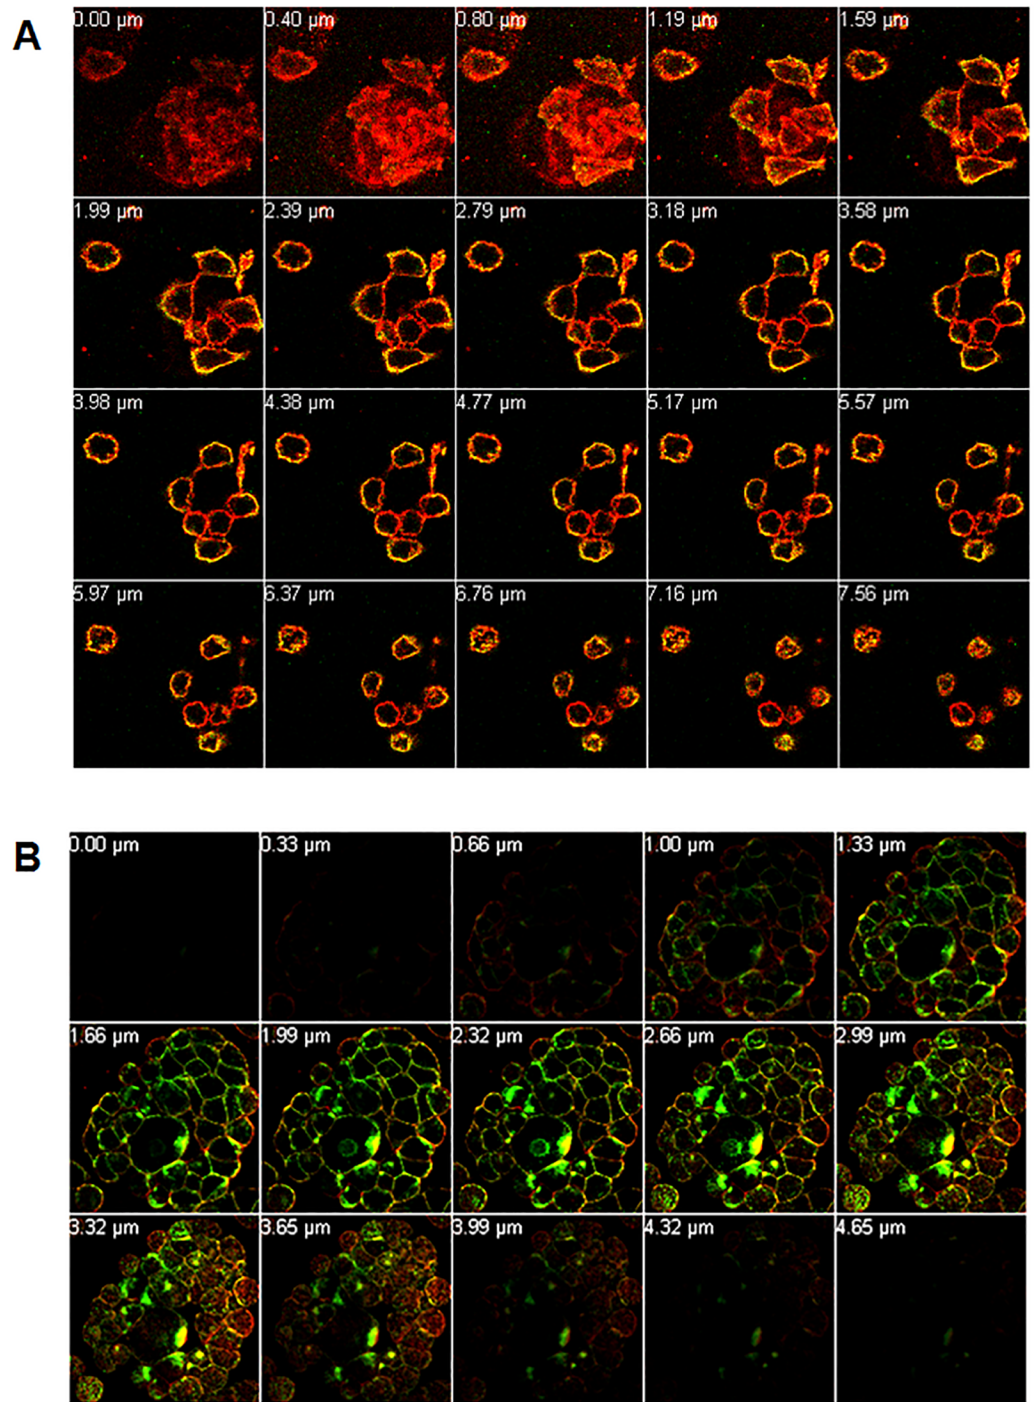 A
0.00 µm 0.40 µm 0.80 µm 1.19 µm 1.59 µm
1.99 µm 2.39 µm 2.79 µm 3.18 µm 3.58 µm
3.98 µm 4.38 µm 4.77 µm 5.17 µm 5.57 µm
5.97 µm 6.37 µm 6.76 µm 7.16 µm 7.56 µm
B
0.00 µm 0.33 µm 0.66 µm 1.00 µm 1.33 µm
1.66 µm 1.99 µm 2.32 µm 2.66 µm 2.99 µm
3.32 µm 3.65 µm 3.99 µm 4.32 µm 4.65 µm